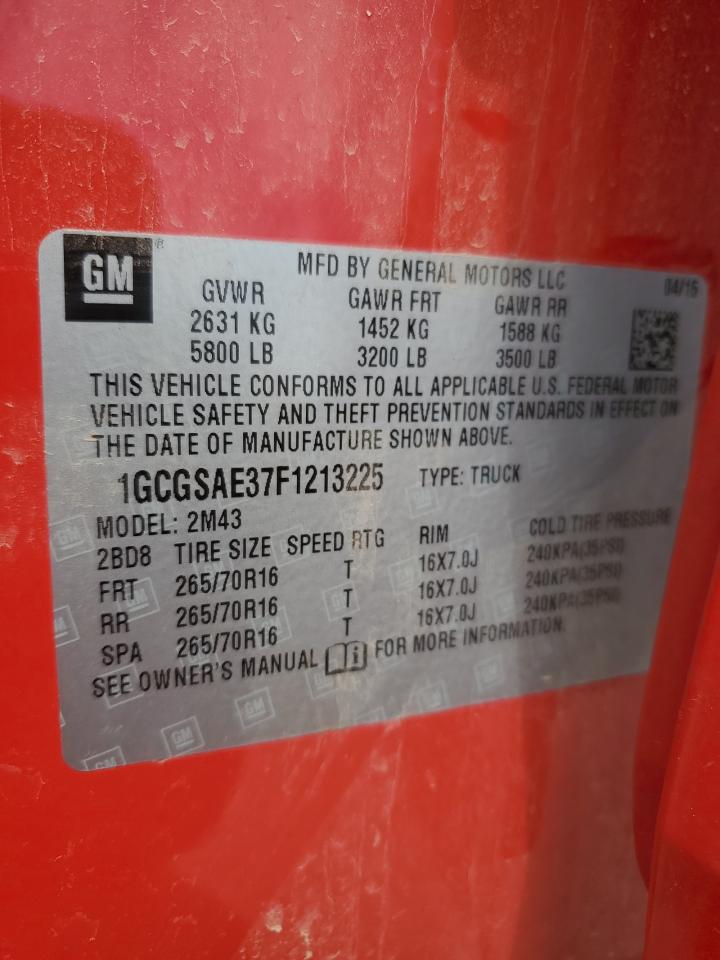 GM ®
MFD BY GENERAL MOTORS LLC 04/15
GVWR GAWR FRT GAWR RR
2631 KG 1452 KG 1588 KG
5800 LB 3200 LB 3500 LB
THIS VEHICLE CONFORMS TO ALL APPLICABLE U.S. FEDERAL MOTOR
VEHICLE SAFETY AND THEFT PREVENTION STANDARDS IN EFFECT ON
THE DATE OF MANUFACTURE SHOWN ABOVE.
1GCGSAE37F1213225 TYPE: TRUCK
MODEL: 2M43
2BD8 TIRE SIZE SPEED RTG RIM COLD TIRE PRESSURE
FRT 265/70R16 T 16X7.0J 240KPA(35PSI)
RR 265/70R16 T 16X7.0J 240KPA(35PSI)
SPA 265/70R16 T 16X7.0J 240KPA(35PSI)
SEE OWNER'S MANUAL FOR MORE INFORMATION.